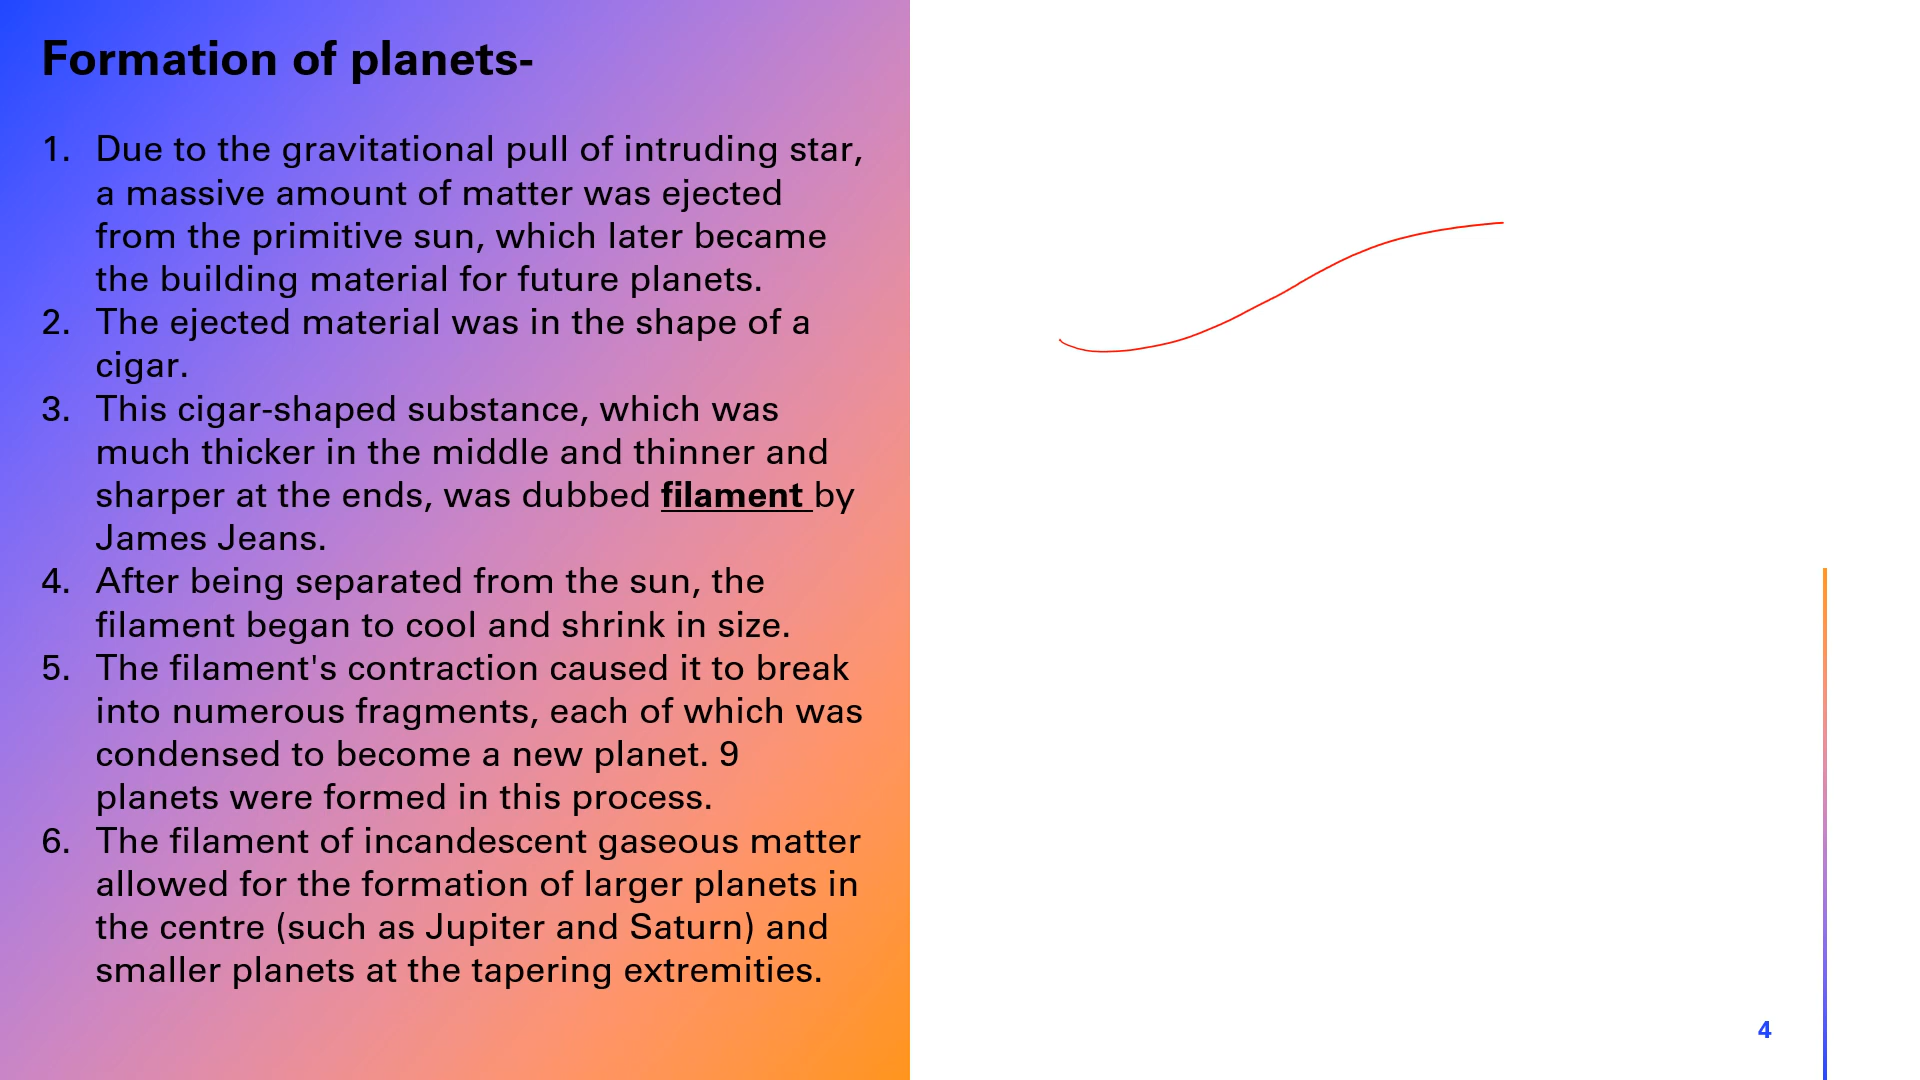 Formation of planets-
1. Due to the gravitational pull of intruding star,
a massive amount of matter was ejected
from the primitive sun, which later became
the building material for future planets.
2. The ejected material was in the shape of a
cigar.
3. This cigar-shaped substance, which was
much thicker in the middle and thinner and
sharper at the ends, was dubbed filament by
James Jeans.
4. After being separated from the sun, the
filament began to cool and shrink in size.
5. The filament's contraction caused it to break
into numerous fragments, each of which was
condensed to become a new planet. 9
planets were formed in this process.
6. The filament of incandescent gaseous matter
allowed for the formation of larger planets in
the centre (such as Jupiter and Saturn) and
smaller planets at the tapering extremities.
4